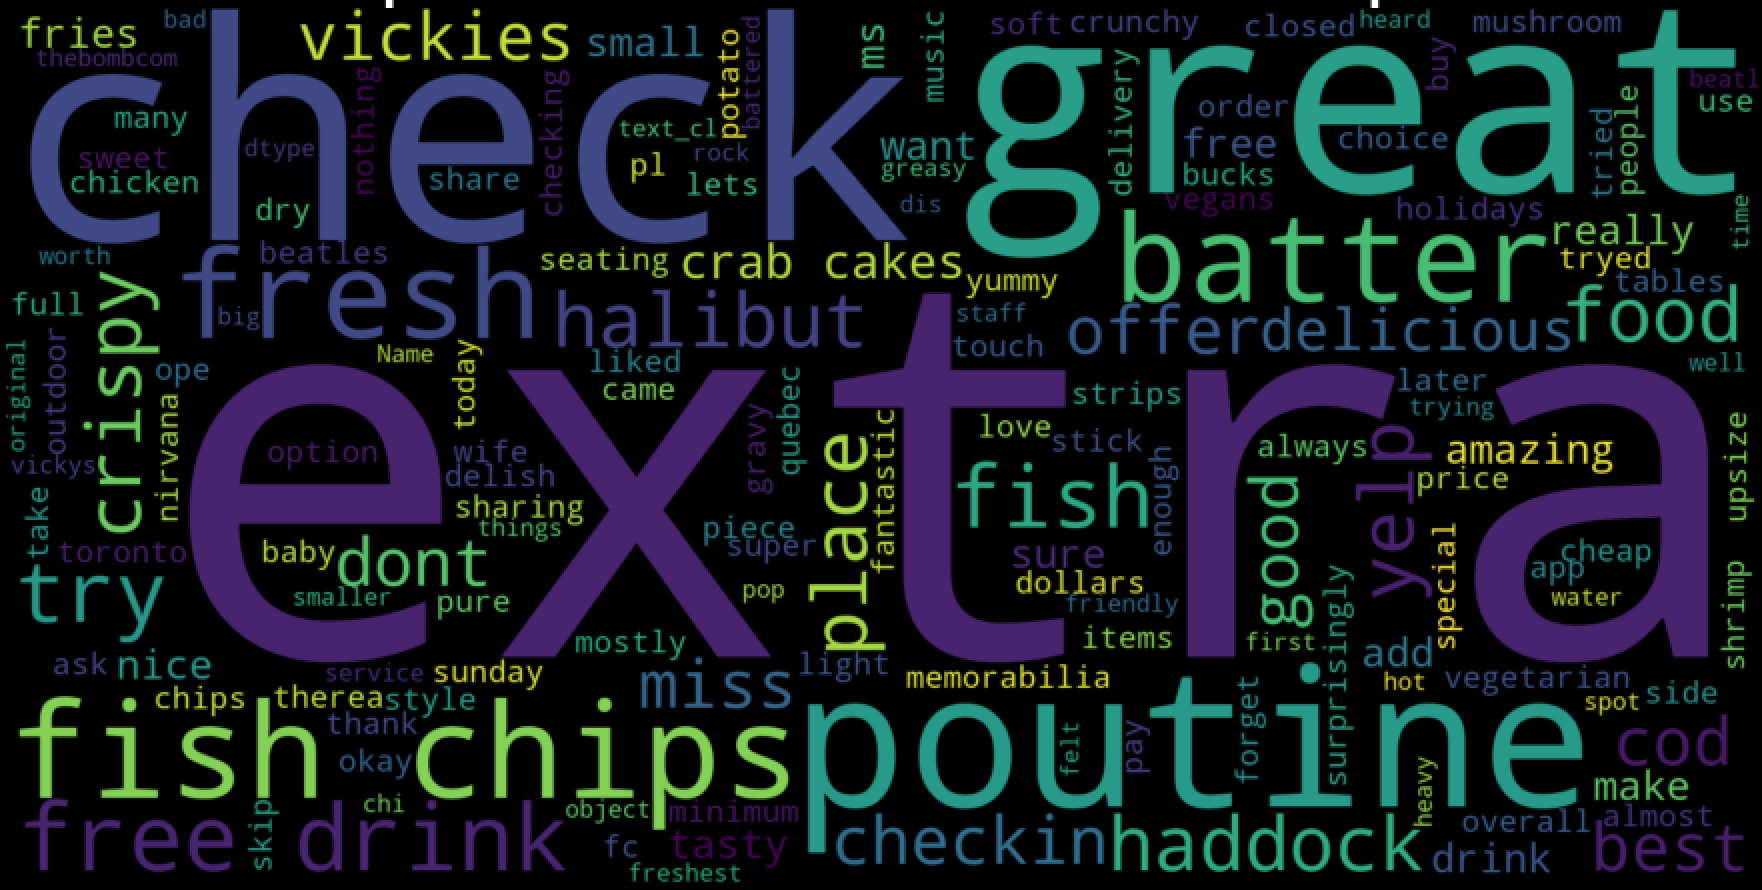 fries
bad
thebombcom
check
vickies
small
nothing
checking
potato
battered
ms
music
great
soft
crunchy
closed
heard
mushroom
buy
beatl
use
many
sweet
chicken
dtype
dry
share
text_cl
pl
rock
lets
want
greasy
dis
delivery
order
free
bucks
vegans
choice
holidays
tried
people
time
worth
beatles
fresh
big
seating
crab cakes
halibut
yummy
batter
really
tryed
tables
food
full
crispy
original
outdoor
ope
vickys
nirvana
Name
today
liked
came
staff
touch
offer
delicious
well
extra
option
wife
delish
sharing
things
gravy
quebec
place
fantastic
strips
love
stick
fish
enough
later
trying
always
good
yelp
amazing
price
upsize
take
toronto
try
baby
dont
smaller
pure
piece
super
pop
sure
dollars
friendly
items
first
surprisingly
special
cheap
app
water
shrimp
ask
nice
service
sunday
mostly
miss
light
memorabilia
add
hot
vegetarian
spot
side
chips
therea
style
fish chips
thank
okay
poutine
felt
pay
forget
heavy
cod
make
free drink
skip
chi
object
minimum
fc
tasty
freshest
checkin
haddock
overall
almost
drink
best